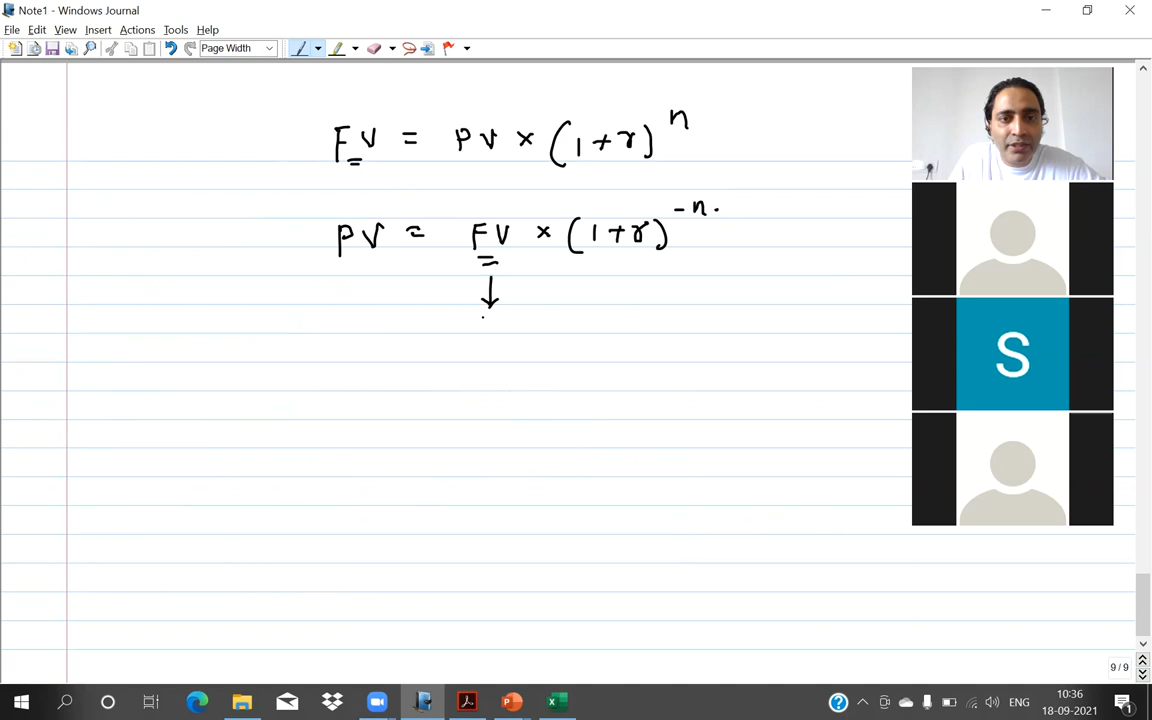 Note1 - Windows Journal
File Edit View Insert Actions Tools Help
Page Width
FV = PV × (1+r)^n
PV = FV × (1+r)^-n.
S
9 / 9
ENG
10:36
18-09-2021
1